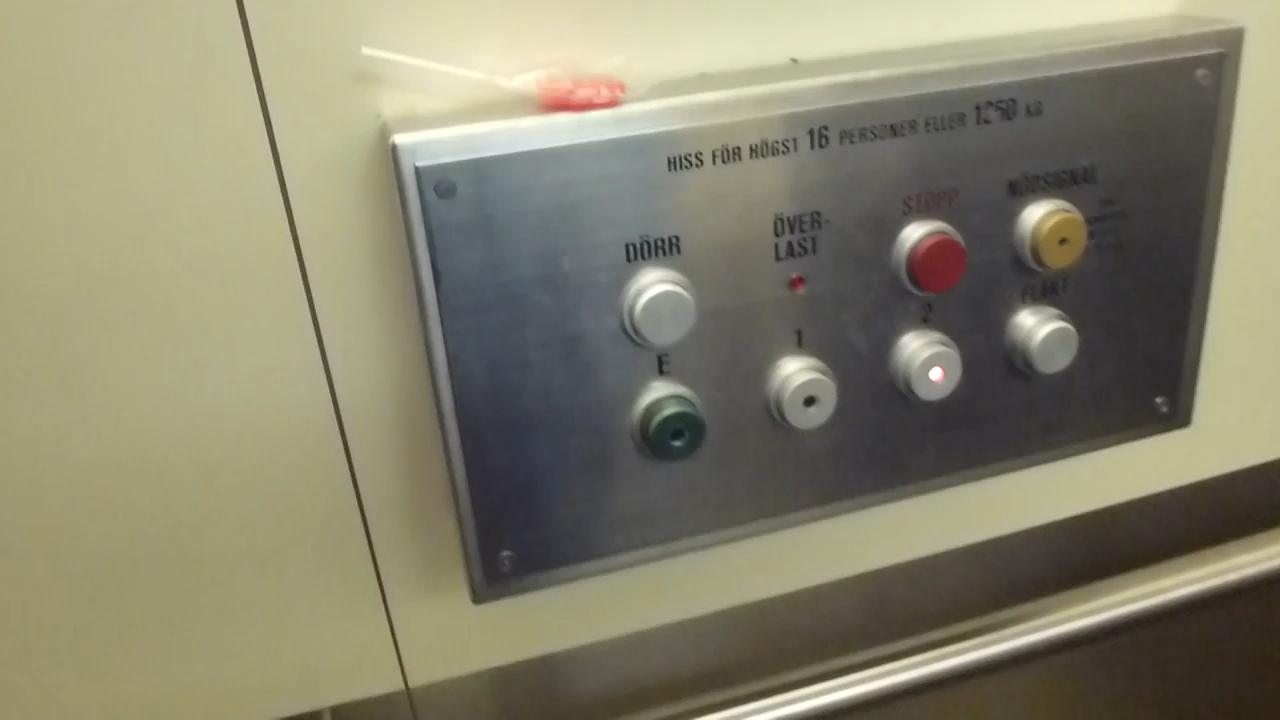 HISS FÖR HÖGST 16 PERSONER ELLER 1250 KG
DÖRR
ÖVER-
LAST
STOPP
NÖDSIGNAL
E
1
2
FLÄKT